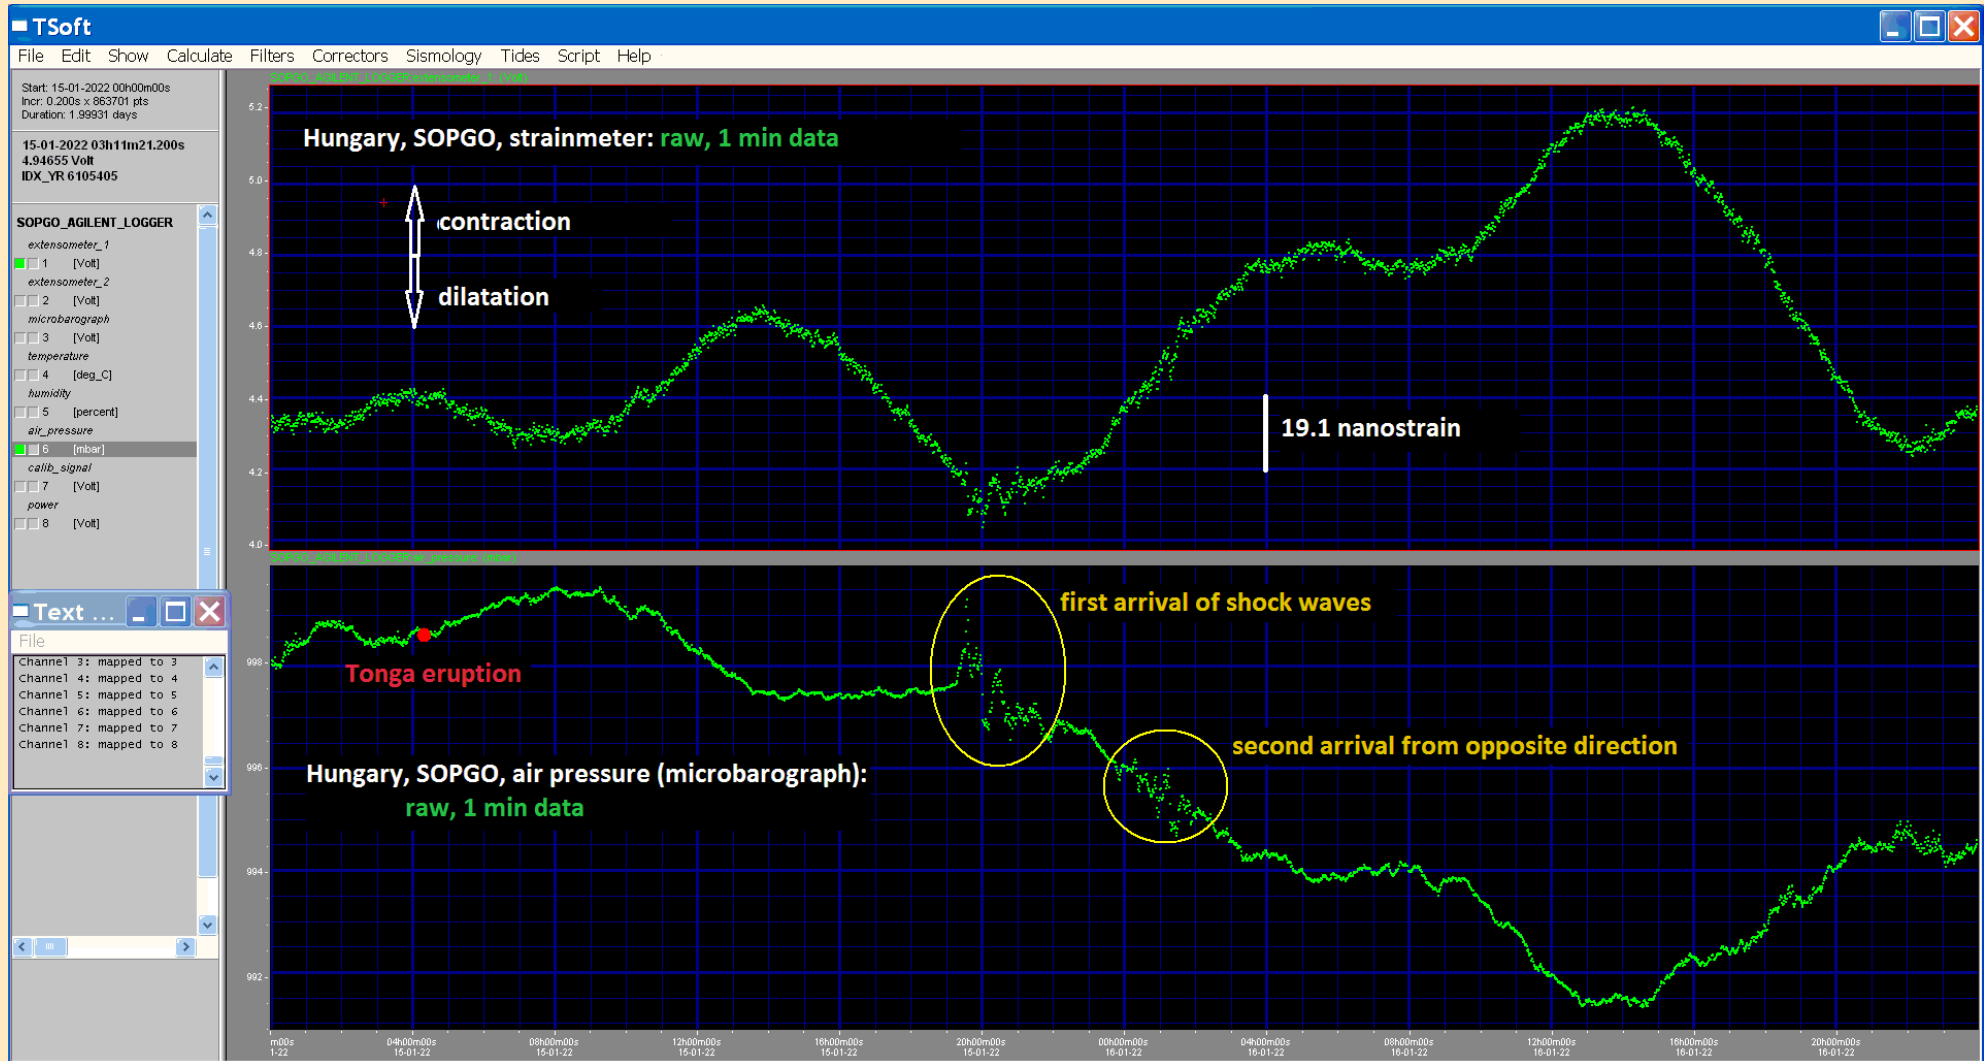 TSoft
File Edit Show Calculate Filters Correctors Sismology Tides Script Help
Start: 15-01-2022 00h00m00s
Incr: 0.200s x 863701 pts
Duration: 1.99931 days
15-01-2022 03h11m21.200s
4.94655 Volt
IDX_YR 6105405
SOPGO_AGILENT_LOGGER
extensometer_1
1 [Volt]
extensometer_2
2 [Volt]
microbarograph
3 [Volt]
temperature
4 [deg_C]
humidity
5 [percent]
air_pressure
6 [mbar]
calib_signal
7 [Volt]
power
8 [Volt]
Text ...
File
Channel 3: mapped to 3
Channel 4: mapped to 4
Channel 5: mapped to 5
Channel 6: mapped to 6
Channel 7: mapped to 7
Channel 8: mapped to 8
SOPGO_AGILENT_LOGGER:extensometer_1: (Volt)
5.2
5.0
4.8
4.6
4.4
4.2
4.0
Hungary, SOPGO, strainmeter: raw, 1 min data
contraction
dilatation
19.1 nanostrain
SOPGO_AGILENT_LOGGER:air_pressure: (mbar)
998
996
994
992
first arrival of shock waves
Tonga eruption
second arrival from opposite direction
Hungary, SOPGO, air pressure (microbarograph):
raw, 1 min data
m00s 04h00m00s 08h00m00s 12h00m00s 16h00m00s 20h00m00s 00h00m00s 04h00m00s 08h00m00s 12h00m00s 16h00m00s 20h00m00s
1-22 15-01-22 15-01-22 15-01-22 15-01-22 15-01-22 16-01-22 16-01-22 16-01-22 16-01-22 16-01-22 16-01-22